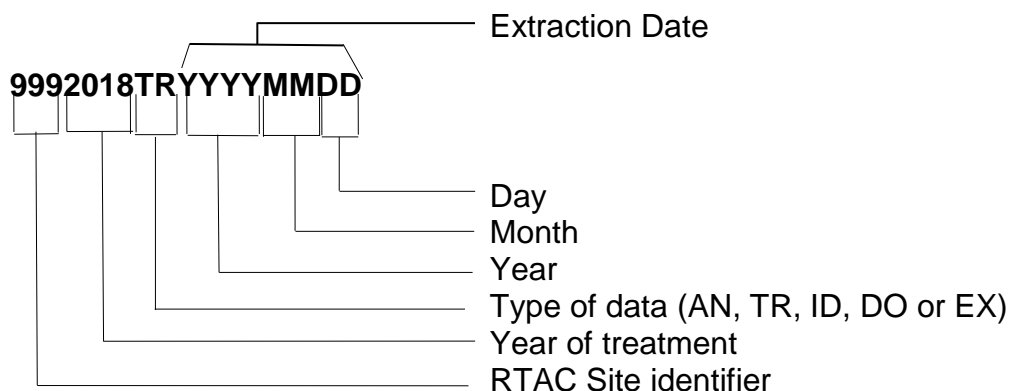 Extraction Date
9992018TRYYYYMMDD
Day
Month
Year
Type of data (AN, TR, ID, DO or EX)
Year of treatment
RTAC Site identifier